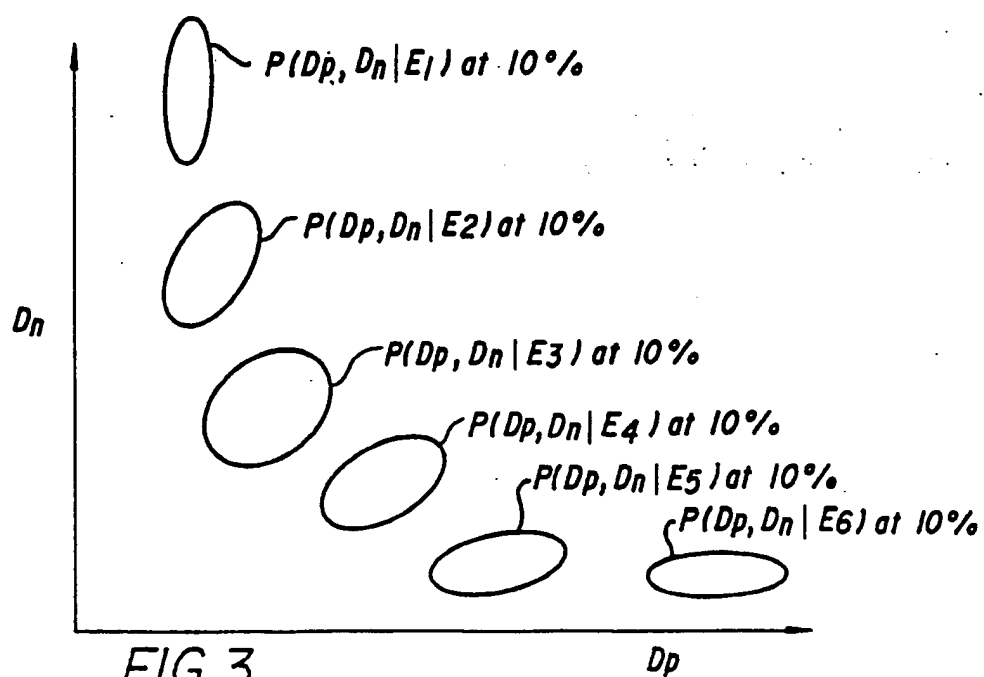 P(Dp, Dn|E1) at 10%
P(Dp, Dn|E2) at 10%
Dn
P(Dp, Dn|E3) at 10%
P(Dp, Dn|E4) at 10%
P(Dp, Dn|E5) at 10%
P(Dp, Dn|E6) at 10%
FIG. 3
Dp